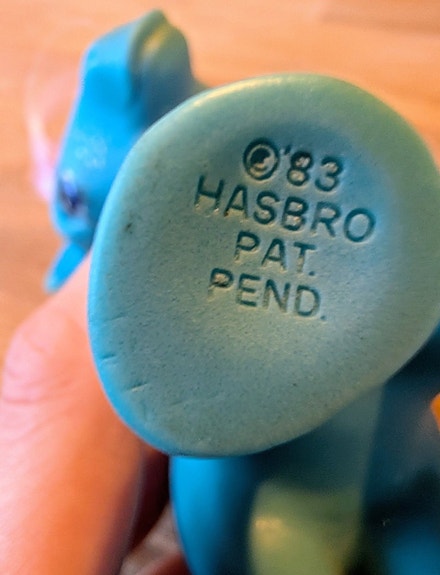 ©'83
HASBRO
PAT.
PEND.